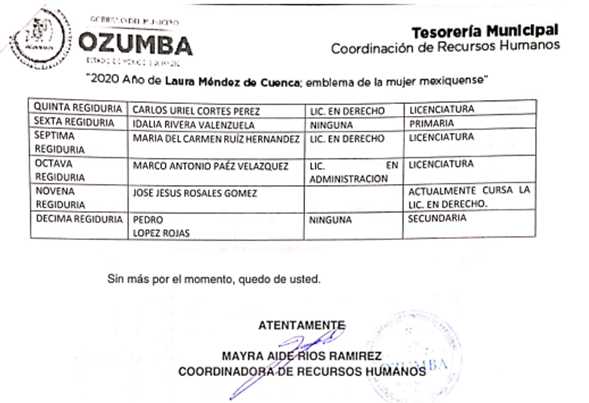 GOBIERNO DEL MUNICIPIO
OZUMBA
Tesorería Municipal
Coordinación de Recursos Humanos
"2020 Año de Laura Méndez de Cuenca; emblema de la mujer mexiquense"
QUINTA REGIDURIA CARLOS URIEL CORTES PEREZ LIC. EN DERECHO LICENCIATURA
SEXTA REGIDURIA IDALIA RIVERA VALENZUELA NINGUNA PRIMARIA
SEPTIMA REGIDURIA MARIA DEL CARMEN RUÍZ HERNANDEZ LIC. EN DERECHO LICENCIATURA
OCTAVA REGIDURIA MARCO ANTONIO PAÉZ VELAZQUEZ LIC. EN ADMINISTRACION LICENCIATURA
NOVENA REGIDURIA JOSE JESUS ROSALES GOMEZ ACTUALMENTE CURSA LA LIC. EN DERECHO.
DECIMA REGIDURIA PEDRO LOPEZ ROJAS NINGUNA SECUNDARIA
Sin más por el momento, quedo de usted.
ATENTAMENTE
MAYRA AIDE RIOS RAMIREZ
COORDINADORA DE RECURSOS HUMANOS
OZUMBA